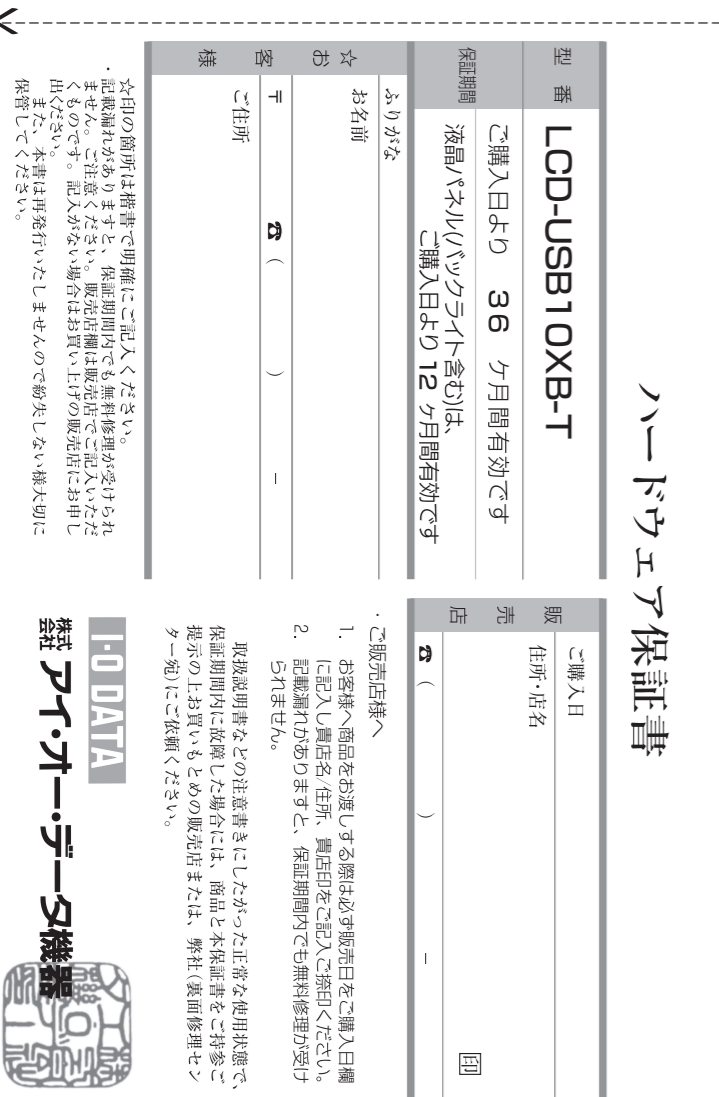 ハードウェア保証書
型番
LCD-USB10XB-T
保証期間
ご購入日より 36 ケ月間有効です
液晶パネル(バックライト含む)は、
ご購入日より 12 ケ月間有効です
☆お客様
ふりがな
お名前
〒 ☎( ) -
ご住所
☆印の箇所は楷書で明確にご記入ください。
・記載漏れがありますと、保証期間内でも無料修理が受けられ
ません。ご注意ください。販売店欄は販売店でご記入いただ
くものです。記入がない場合はお買い上げの販売店にお申し
出ください。
また、本書は再発行いたしませんので紛失しない様大切に
保管してください。
販売店
ご購入日
住所・店名
印
☎( ) -
・ご販売店様へ
1. お客様へ商品をお渡しする際は必ず販売日をご購入日欄
に記入し貴店名/住所、貴店印をご記入ご捺印ください。
2. 記載漏れがありますと、保証期間内でも無料修理が受け
られません。
取扱説明書などの注意書きにしたがった正常な使用状態で、
保証期間内に故障した場合には、商品と本保証書をご持参ご
提示の上お買いもとめの販売店または、弊社(裏面修理セン
ター宛)にご依頼ください。
I-O DATA
株式会社 アイ・オー・データ機器